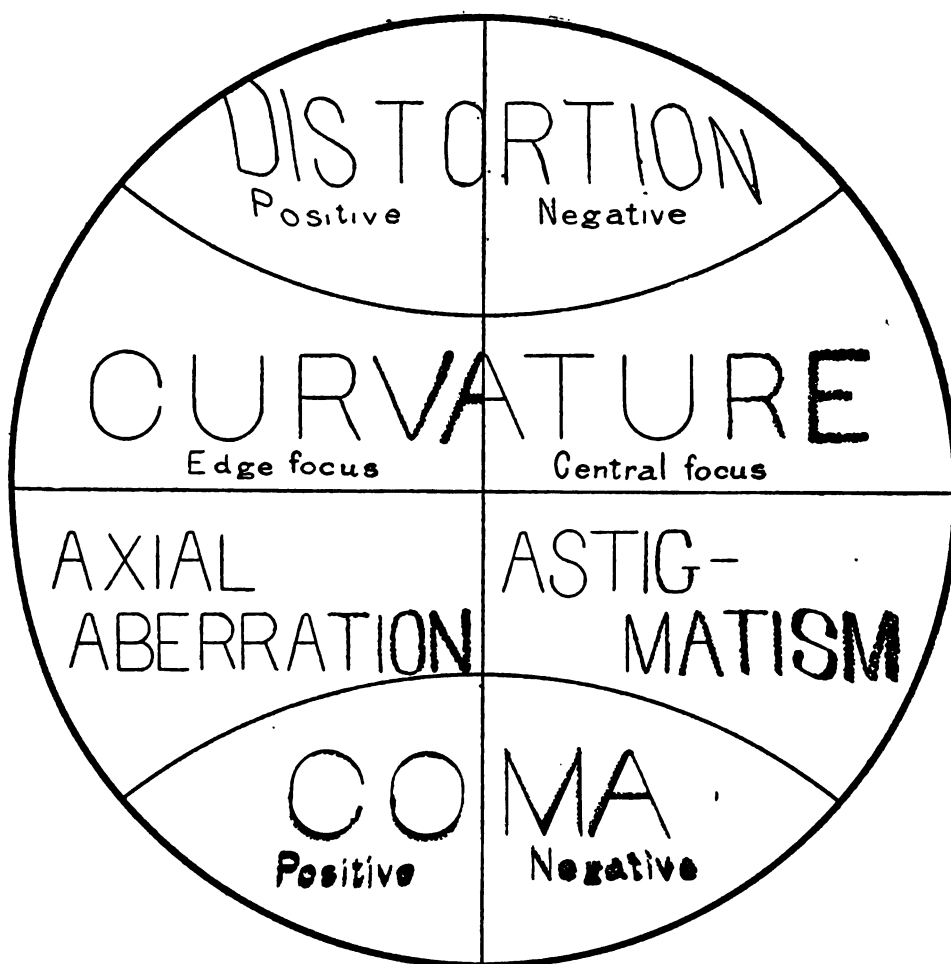 DISTORTION
Positive Negative
CURVATURE
Edge focus Central focus
AXIAL
ABERRATION
ASTIG-
MATISM
COMA
Positive Negative